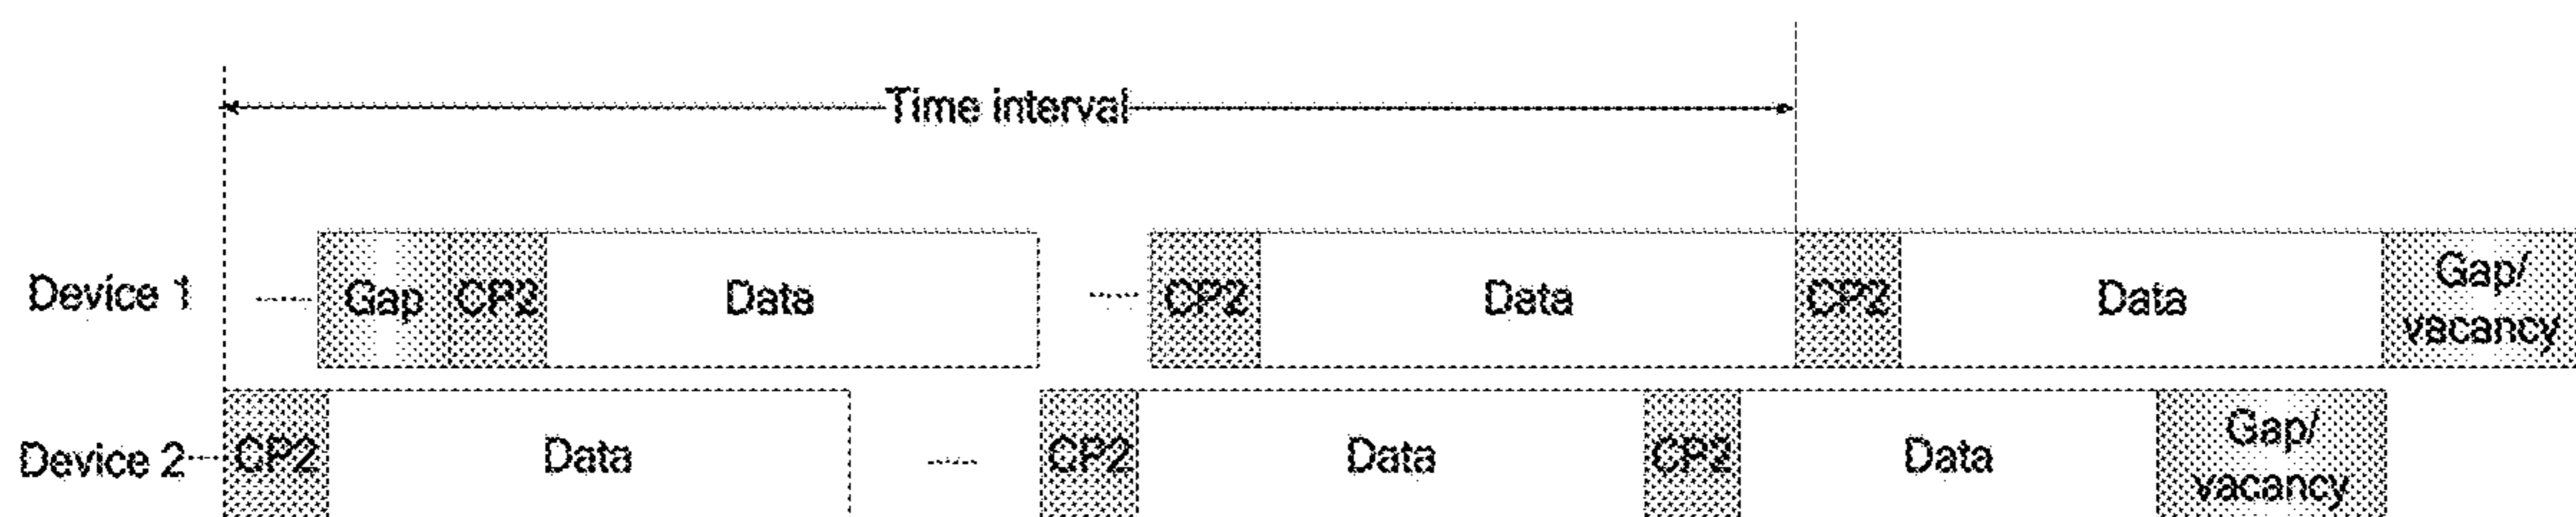 Time interval
Device 1 Gap CP2 Data CP2 Data CP2 Data Gap/
vacancy
Device 2 CP2 Data CP2 Data CP2 Data Gap/
vacancy